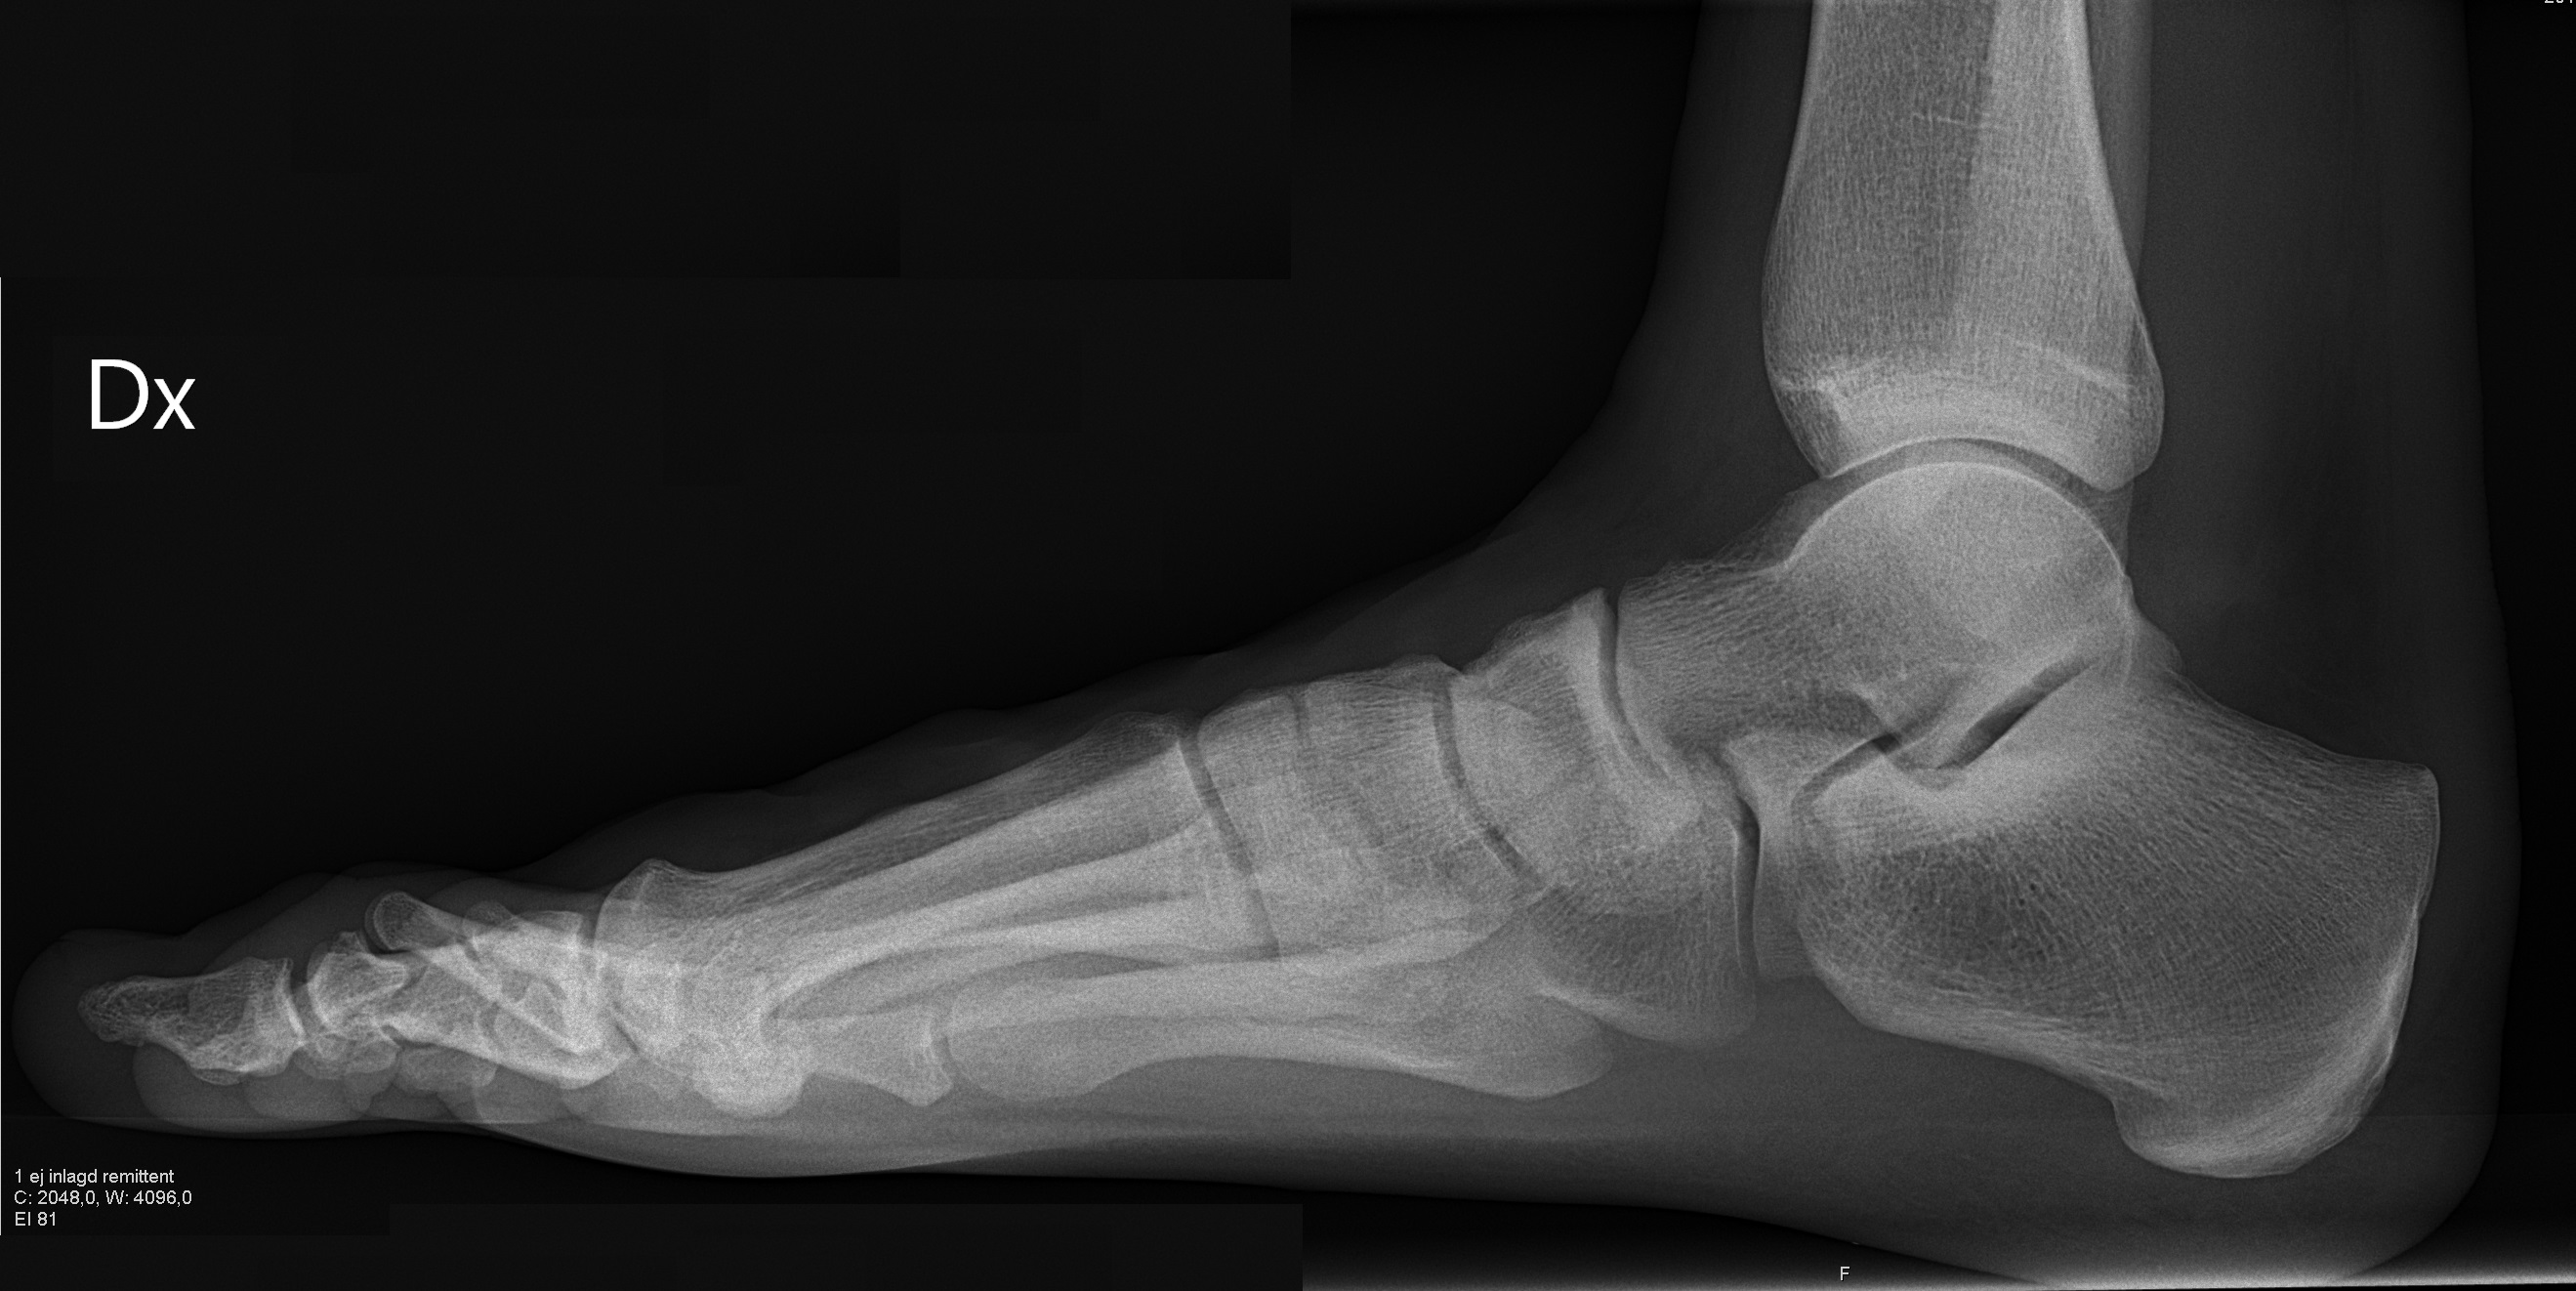 Dx
1 ej inlagd remittent
C: 2048,0, W: 4096,0
EI 81
F